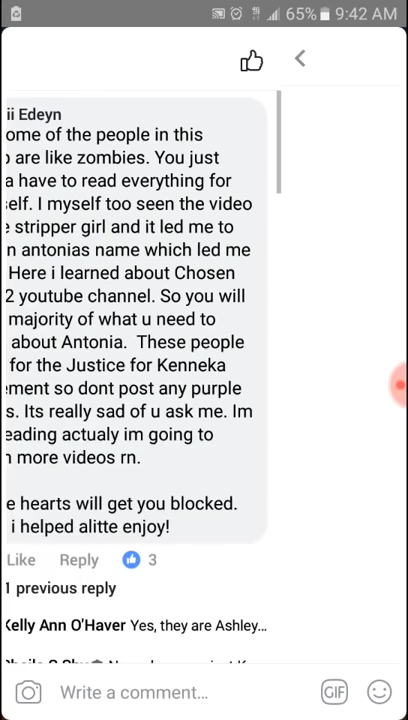 65% 9:42 AM
ii Edeyn
ome of the people in this
are like zombies. You just
a have to read everything for
self. I myself too seen the video
e stripper girl and it led me to
n antonias name which led me
Here i learned about Chosen
2 youtube channel. So you will
majority of what u need to
about Antonia. These people
for the Justice for Kenneka
ement so dont post any purple
s. Its really sad of u ask me. Im
eading actualy im going to
n more videos rn.
e hearts will get you blocked.
i helped alitte enjoy!
Like Reply 3
1 previous reply
Kelly Ann O'Haver Yes, they are Ashley...
Write a comment...
GIF